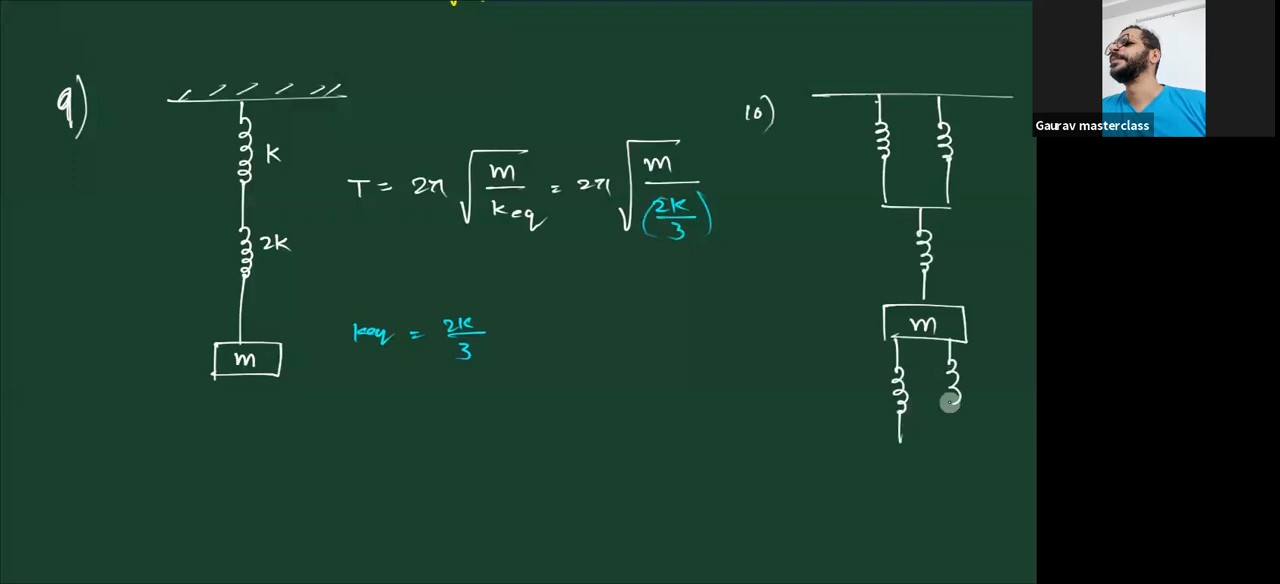 9)
K
2K
m
T = 2π √(m/keq) = 2π √(m/(2K/3))
keq = 2K/3
10)
m
Gaurav masterclass